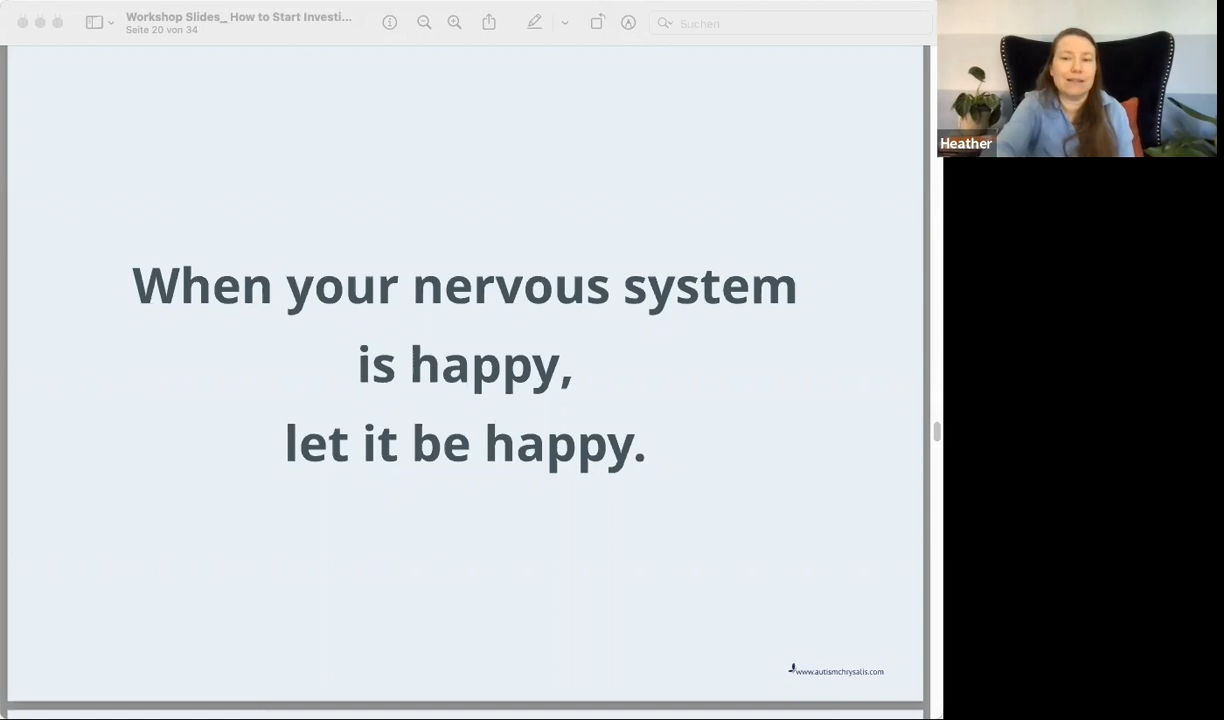 Workshop Slides_ How to Start Investi...
Seite 20 von 34
Suchen
Heather
When your nervous system
is happy,
let it be happy.
www.autismchrysalis.com